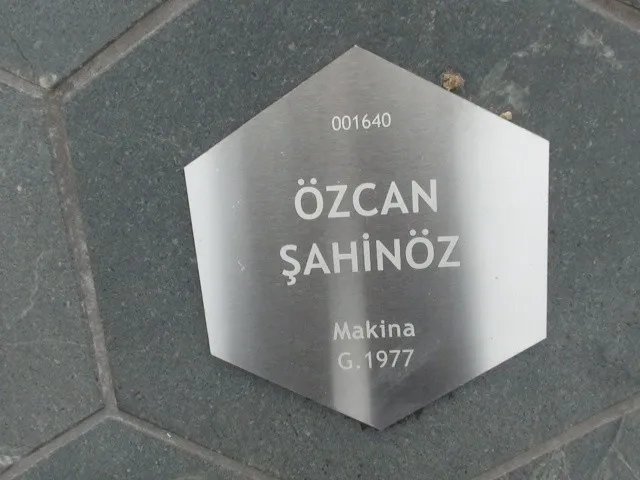 001640
ÖZCAN
ŞAHİNÖZ
Makina
G.1977